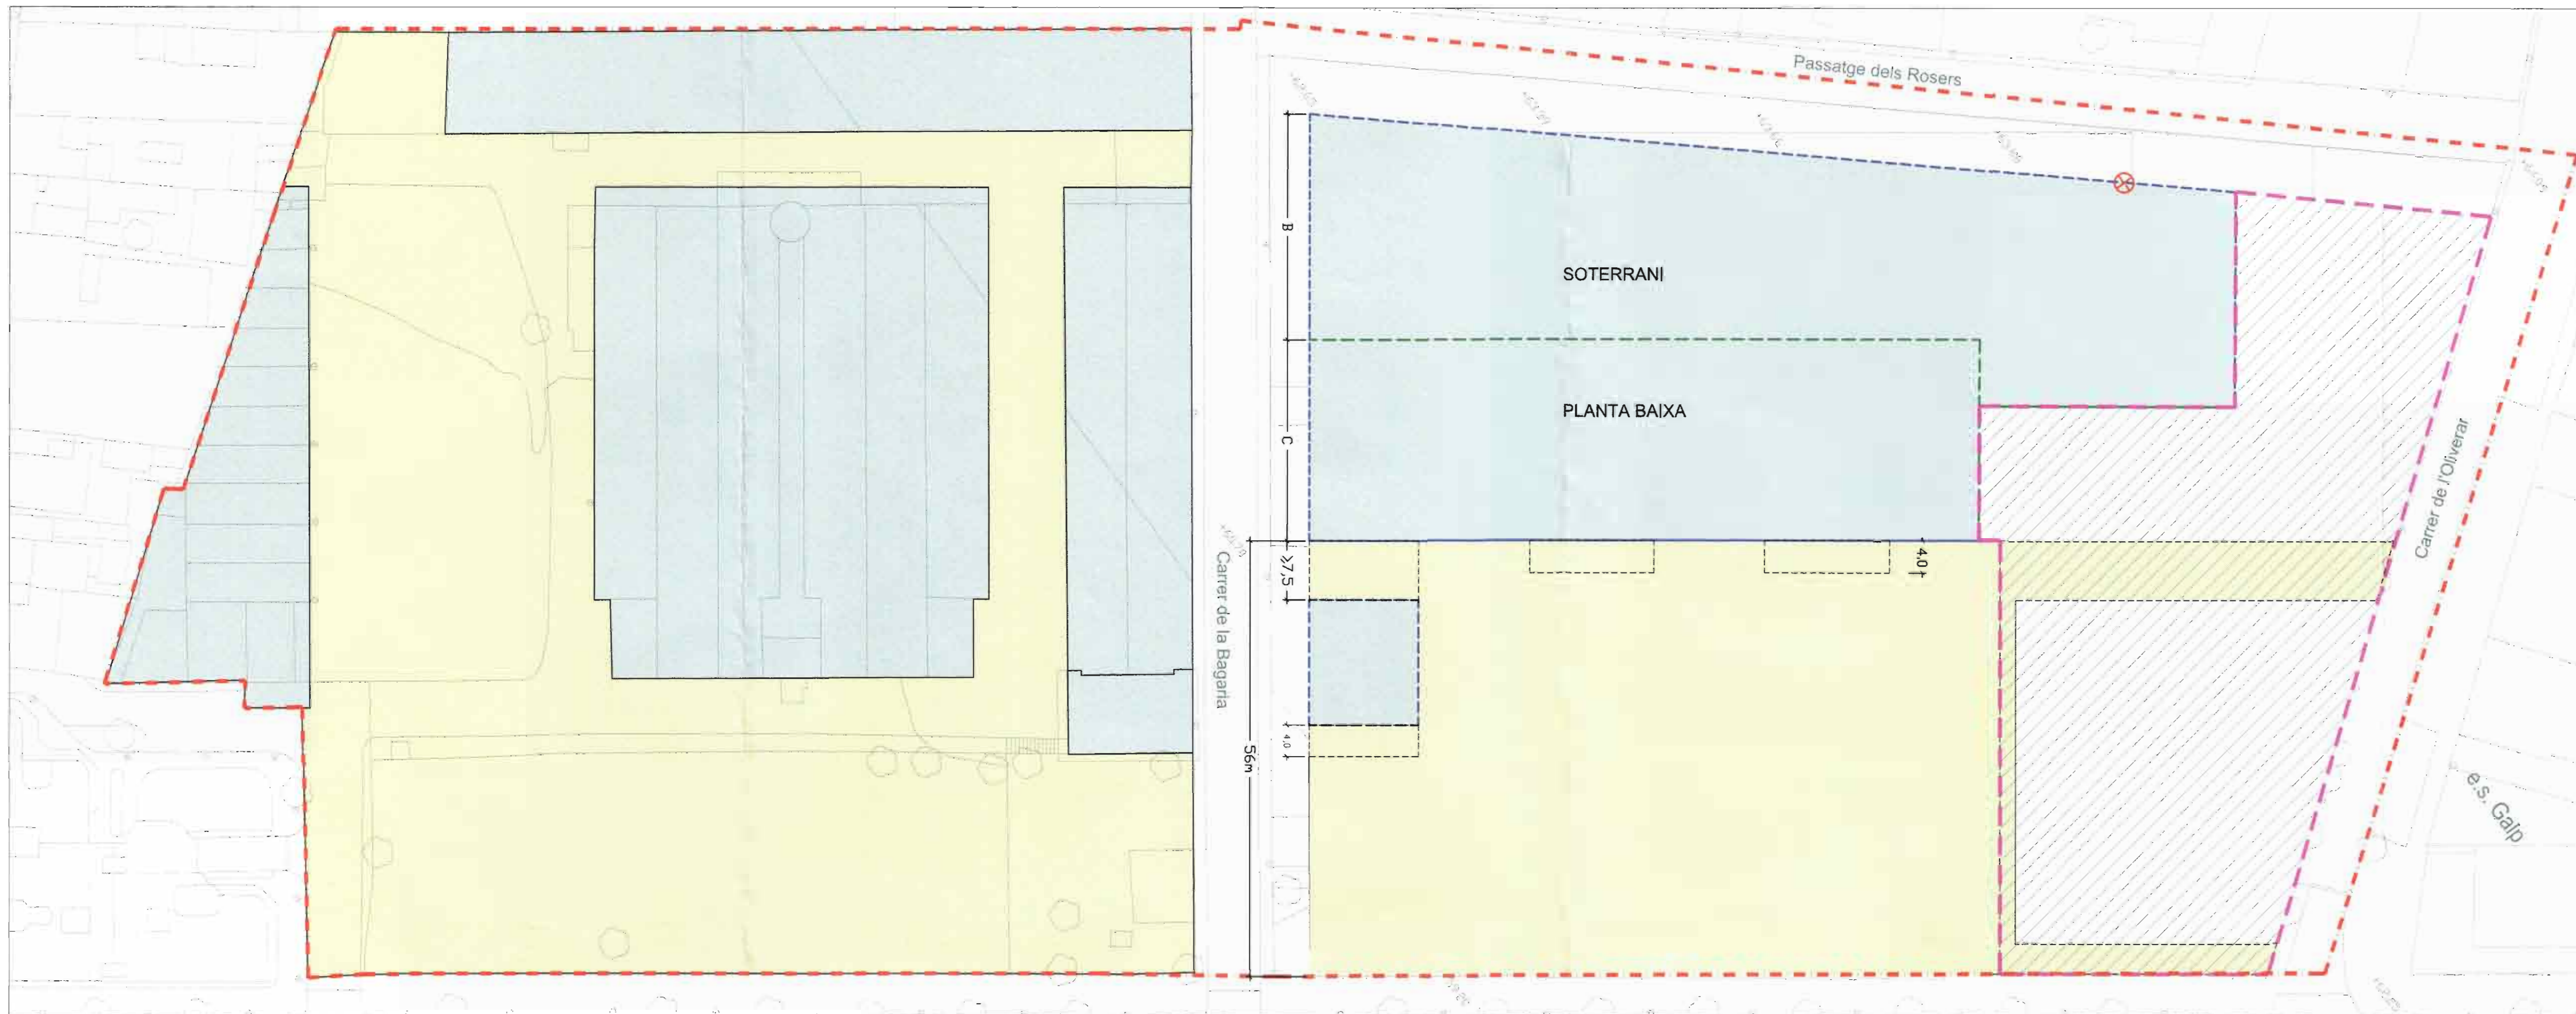 Passatge dels Rosers
B
SOTERRANI
PLANTA BAIXA
C
Carrer de l'Oliverar
≥7,5
4,0
Carrer de la Bagaria
4,0
56m
e.s. Galp